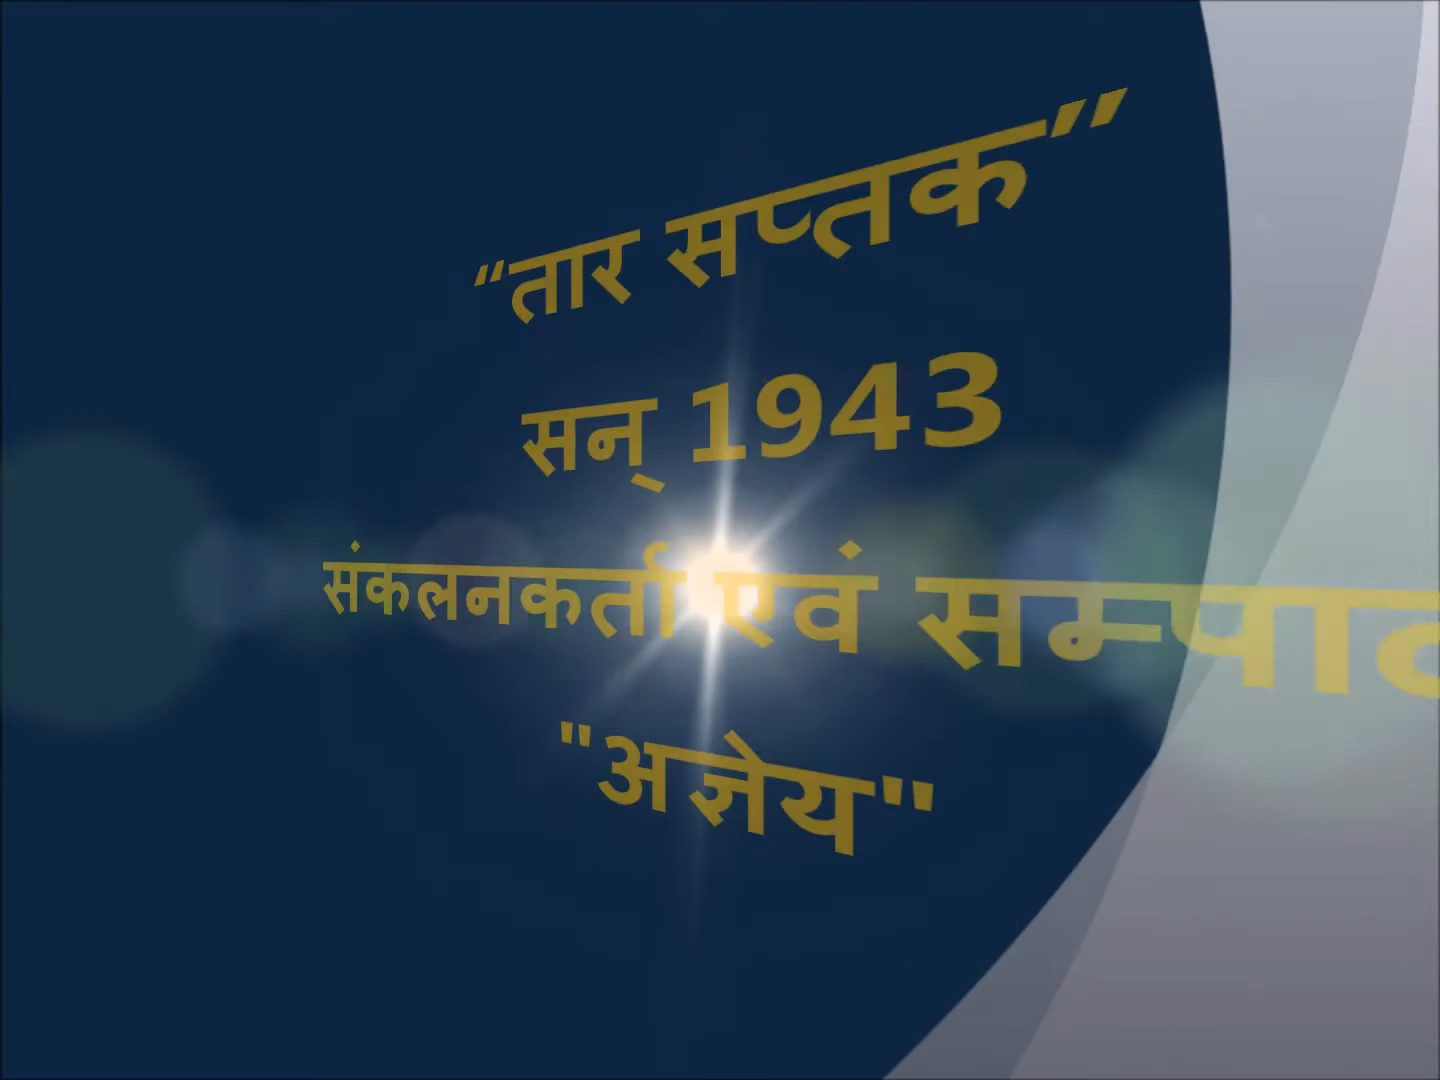 “तार सप्तक”
सन् 1943
संकलनकर्ता एवं
"अज्ञेय"